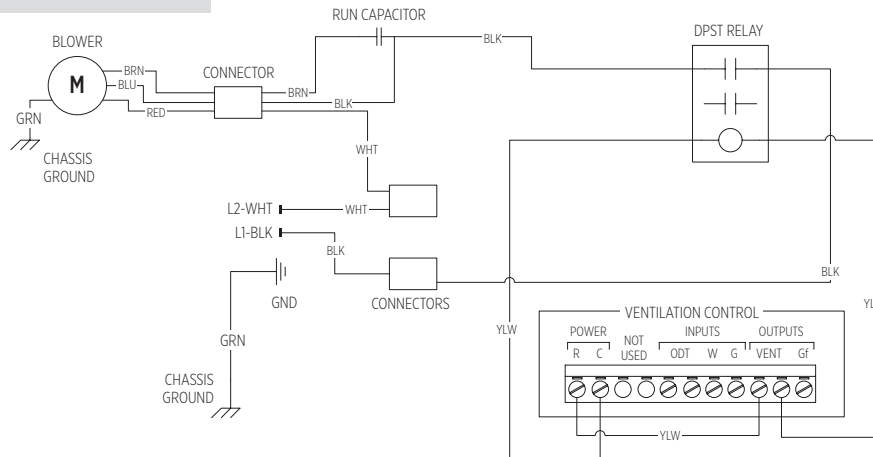 RUN CAPACITOR
BLK
DPST RELAY
BLOWER
M
BRN
BLU
RED
CONNECTOR
BRN
BLK
GRN
CHASSIS
GROUND
WHT
L2-WHT
WHT
L1-BLK
BLK
GND
CONNECTORS
BLK
GRN
YLW
CHASSIS
GROUND
VENTILATION CONTROL
POWER
NOT
USED
INPUTS
OUTPUTS
R C ODT W G VENT Gf
YLW